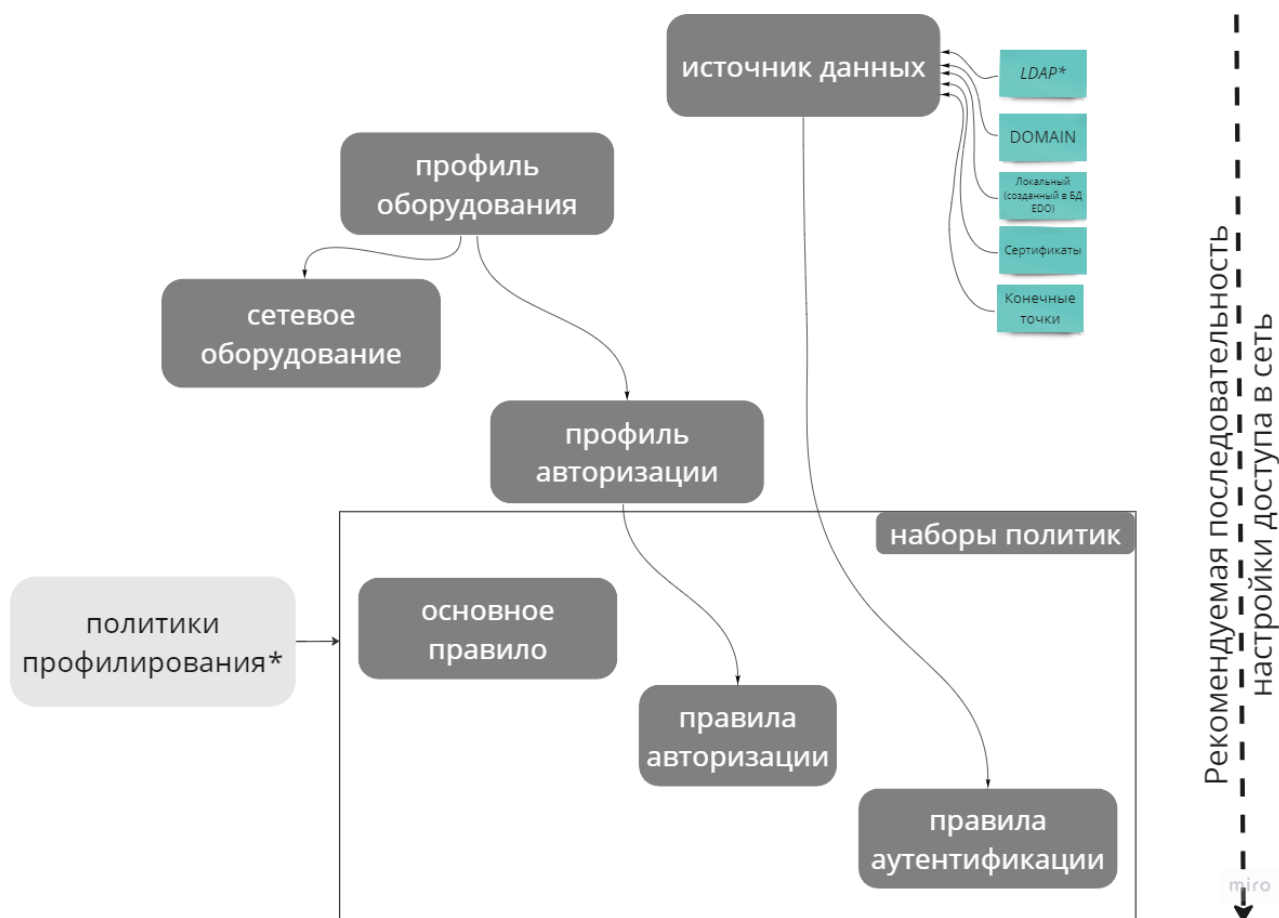 источник данных
LDAP*
DOMAIN
Локальный
(созданный в БД
EDO)
Сертификаты
Конечные
точки
профиль
оборудования
сетевое
оборудование
профиль
авторизации
наборы политик
политики
профилирования*
основное
правило
правила
авторизации
правила
аутентификации
Рекомендуемая последовательность
настройки доступа в сеть
miro